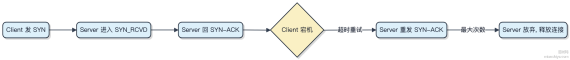 Client 发 SYN
Server 进入 SYN_RCVD
Server 回 SYN-ACK
Client 宕机
超时重试
Server 重发 SYN-ACK
最大次数
Server 放弃, 释放连接